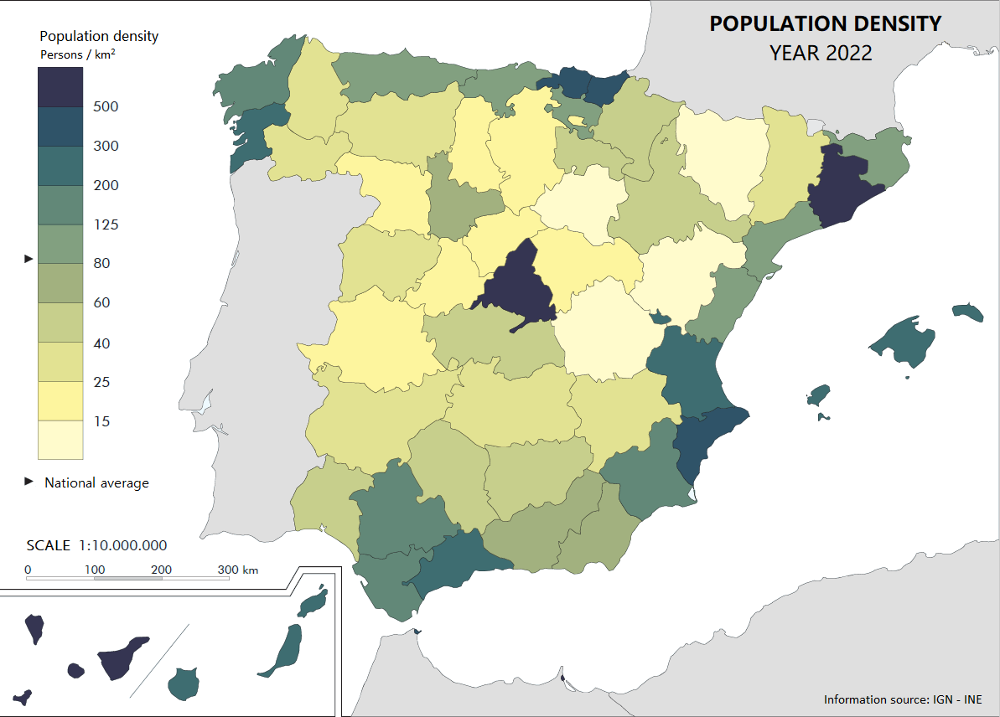 POPULATION DENSITY
YEAR 2022
Population density
Persons / km²
500
300
200
125
80
60
40
25
15
National average
SCALE 1:10.000.000
0 100 200 300 km
Information source: IGN - INE